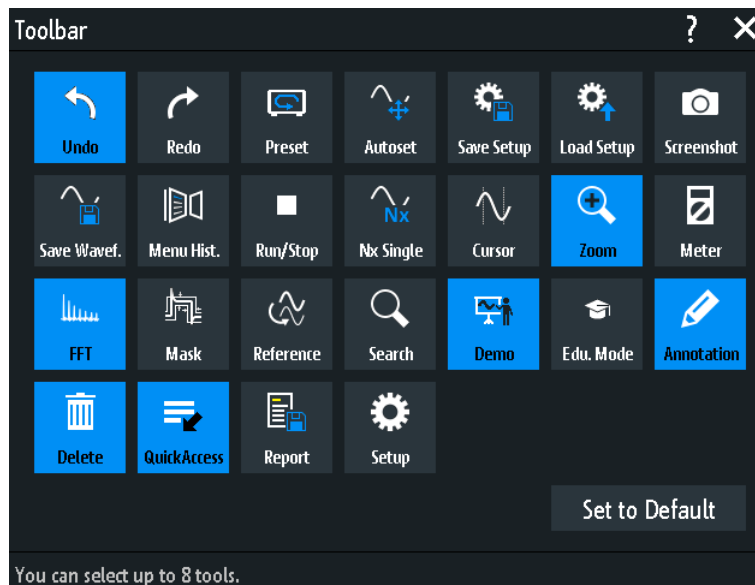 Toolbar ? X
Undo Redo Preset Autoset Save Setup Load Setup Screenshot
Nx
Save Wavef. Menu Hist. Run/Stop Nx Single Cursor Zoom Meter
FFT Mask Reference Search Demo Edu. Mode Annotation
Delete QuickAccess Report Setup
Set to Default
You can select up to 8 tools.